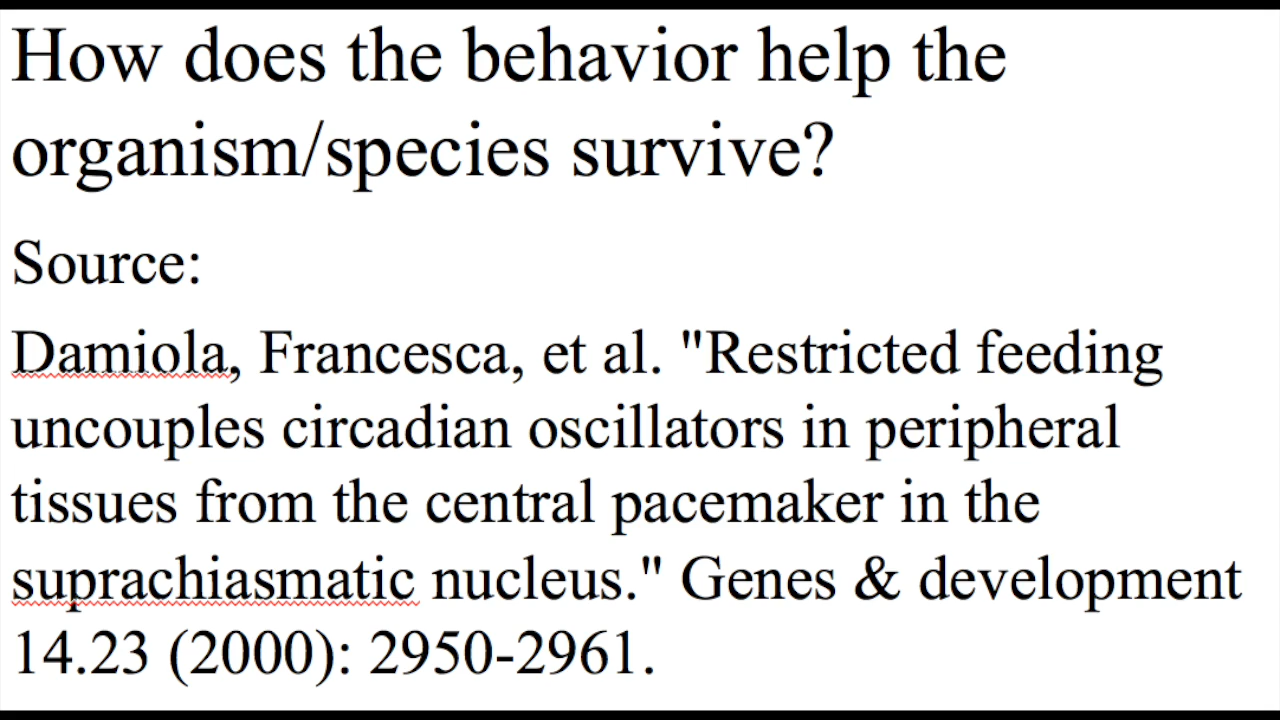 How does the behavior help the
organism/species survive?
Source:
Damiola, Francesca, et al. "Restricted feeding
uncouples circadian oscillators in peripheral
tissues from the central pacemaker in the
suprachiasmatic nucleus." Genes & development
14.23 (2000): 2950-2961.